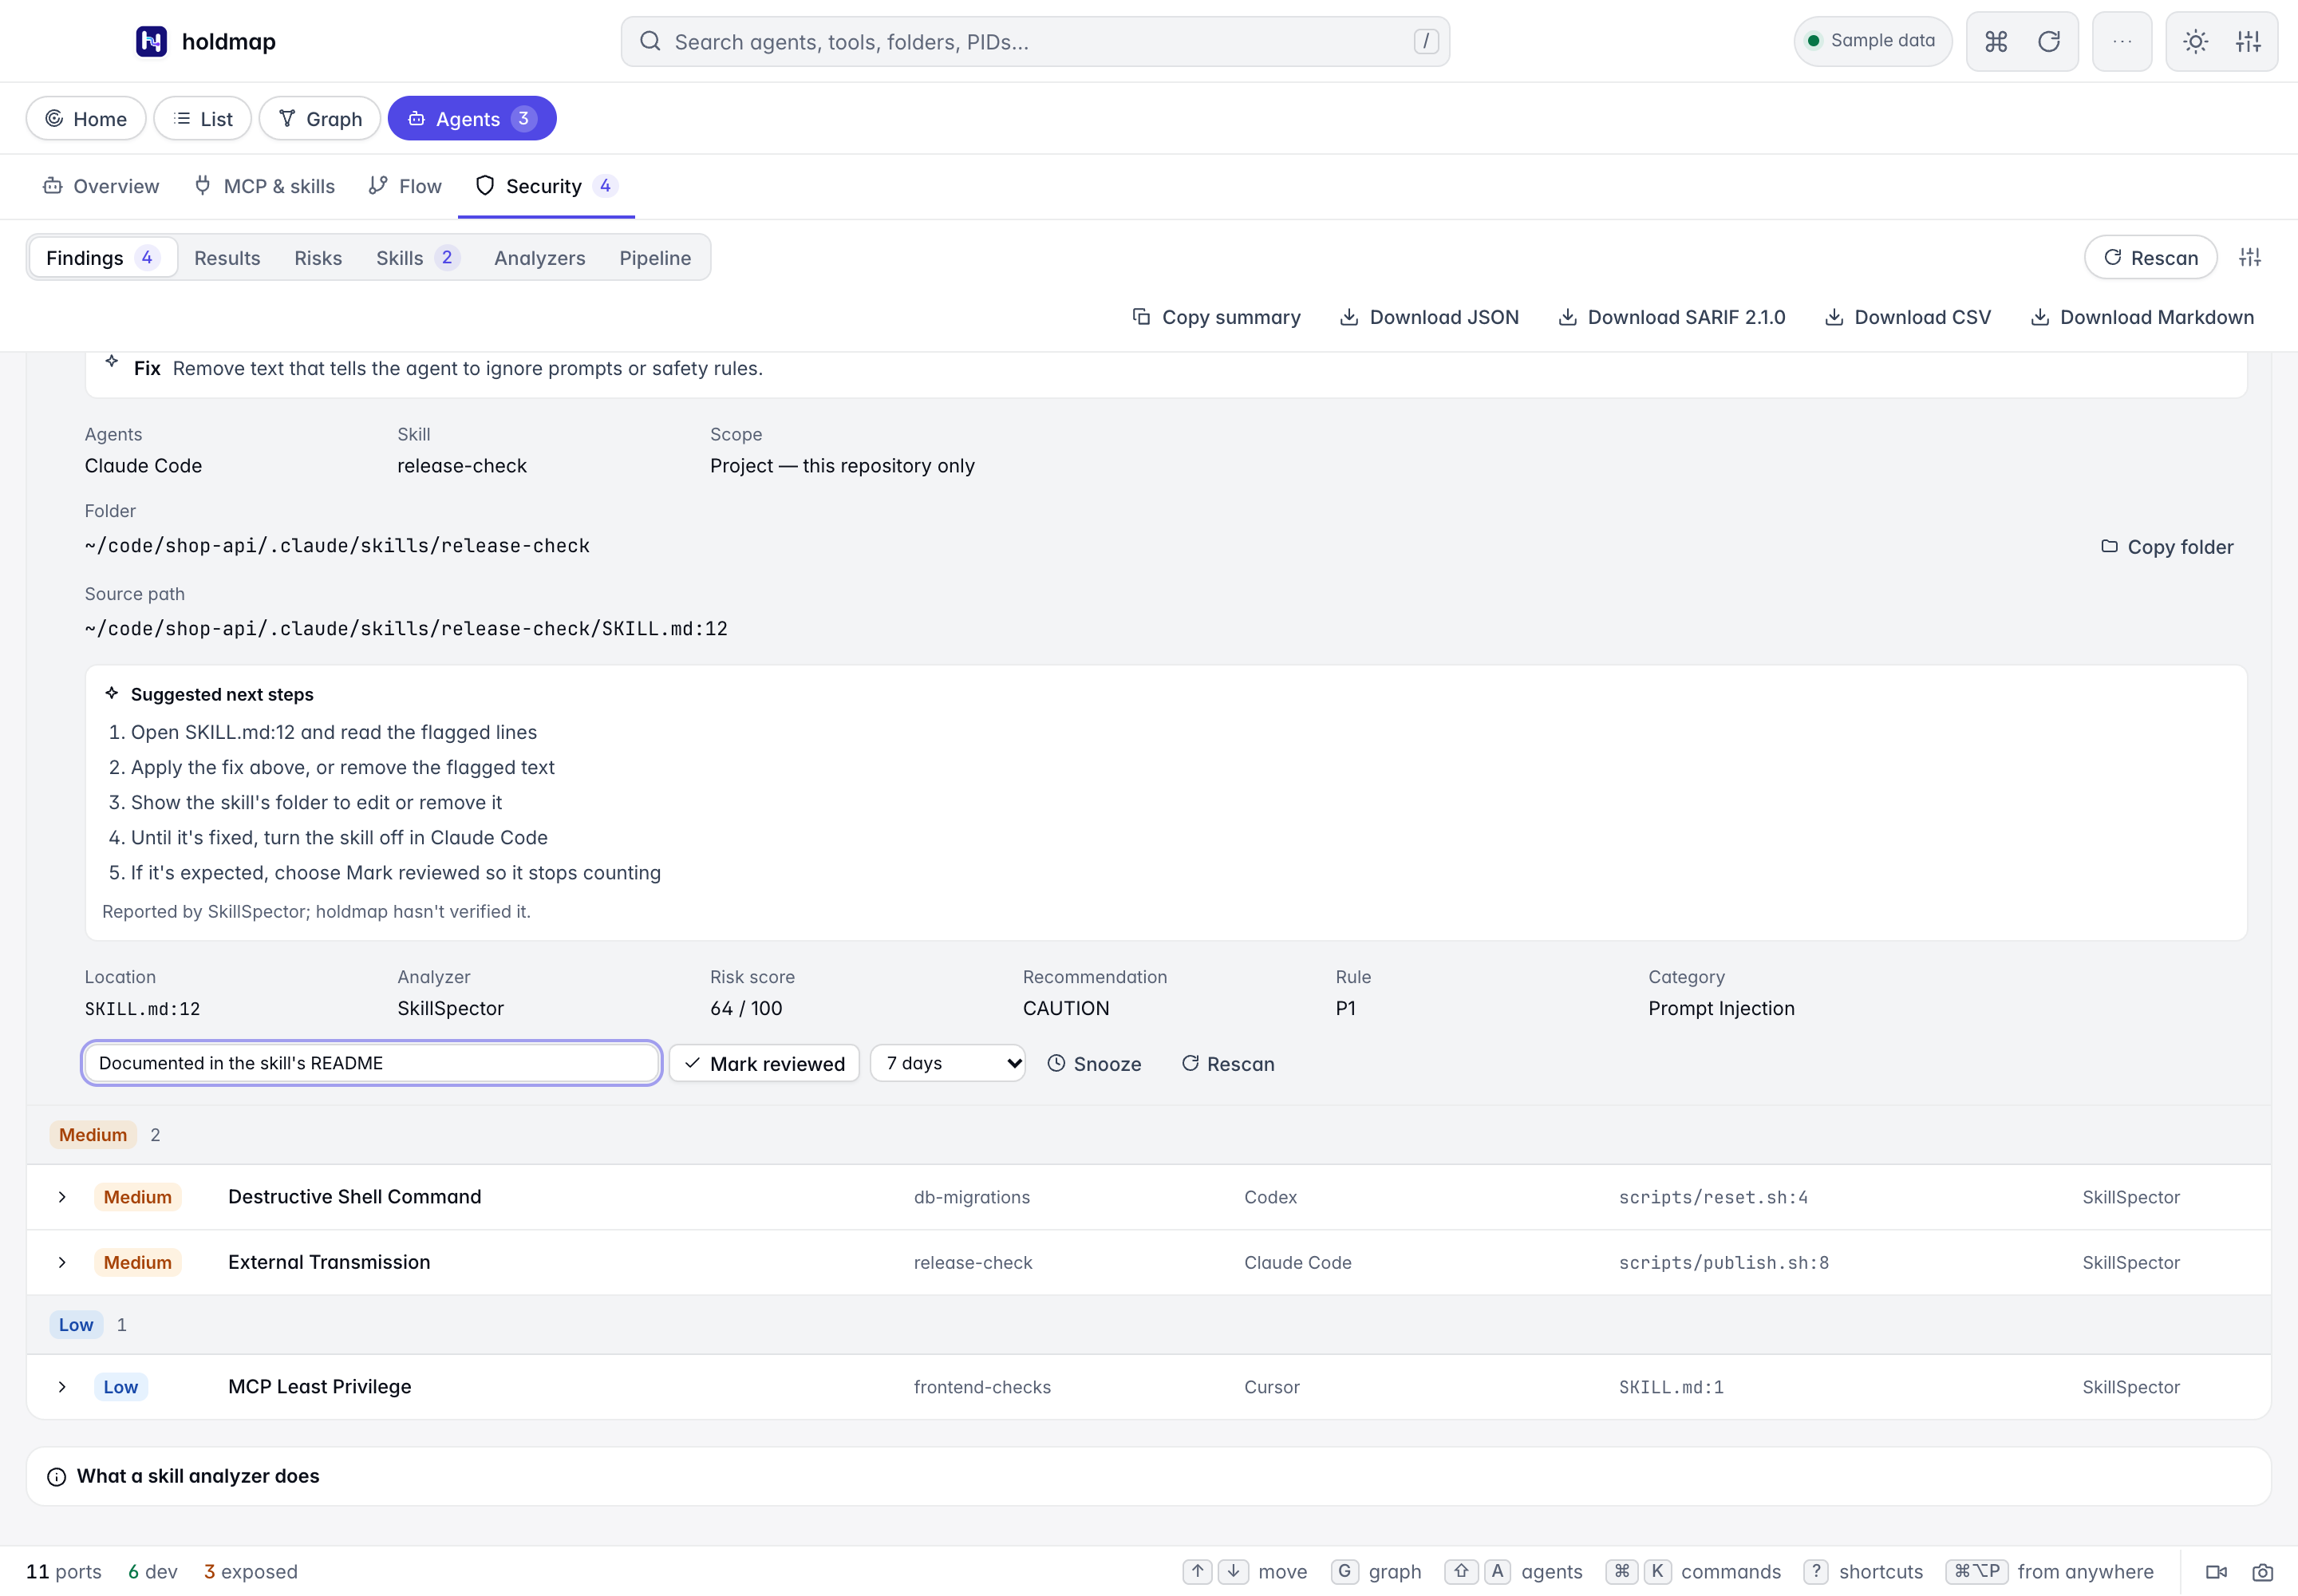 holdmap
Search agents, tools, folders, PIDs...
/
Sample data
Home
List
Graph
Agents 3
Overview
MCP & skills
Flow
Security 4
Findings 4
Results
Risks
Skills 2
Analyzers
Pipeline
Rescan
Copy summary
Download JSON
Download SARIF 2.1.0
Download CSV
Download Markdown
Fix Remove text that tells the agent to ignore prompts or safety rules.
Agents Skill Scope
Claude Code release-check Project — this repository only
Folder
~/code/shop-api/.claude/skills/release-check
Copy folder
Source path
~/code/shop-api/.claude/skills/release-check/SKILL.md:12
Suggested next steps
1. Open SKILL.md:12 and read the flagged lines
2. Apply the fix above, or remove the flagged text
3. Show the skill's folder to edit or remove it
4. Until it's fixed, turn the skill off in Claude Code
5. If it's expected, choose Mark reviewed so it stops counting
Reported by SkillSpector; holdmap hasn't verified it.
Location Analyzer Risk score Recommendation Rule Category
SKILL.md:12 SkillSpector 64 / 100 CAUTION P1 Prompt Injection
Documented in the skill's README
Mark reviewed
7 days
Snooze
Rescan
Medium 2
Medium Destructive Shell Command db-migrations Codex scripts/reset.sh:4 SkillSpector
Medium External Transmission release-check Claude Code scripts/publish.sh:8 SkillSpector
Low 1
Low MCP Least Privilege frontend-checks Cursor SKILL.md:1 SkillSpector
What a skill analyzer does
11 ports 6 dev 3 exposed
↑ ↓ move G graph ⇧ A agents ⌘ K commands ? shortcuts ⌘⌥P from anywhere